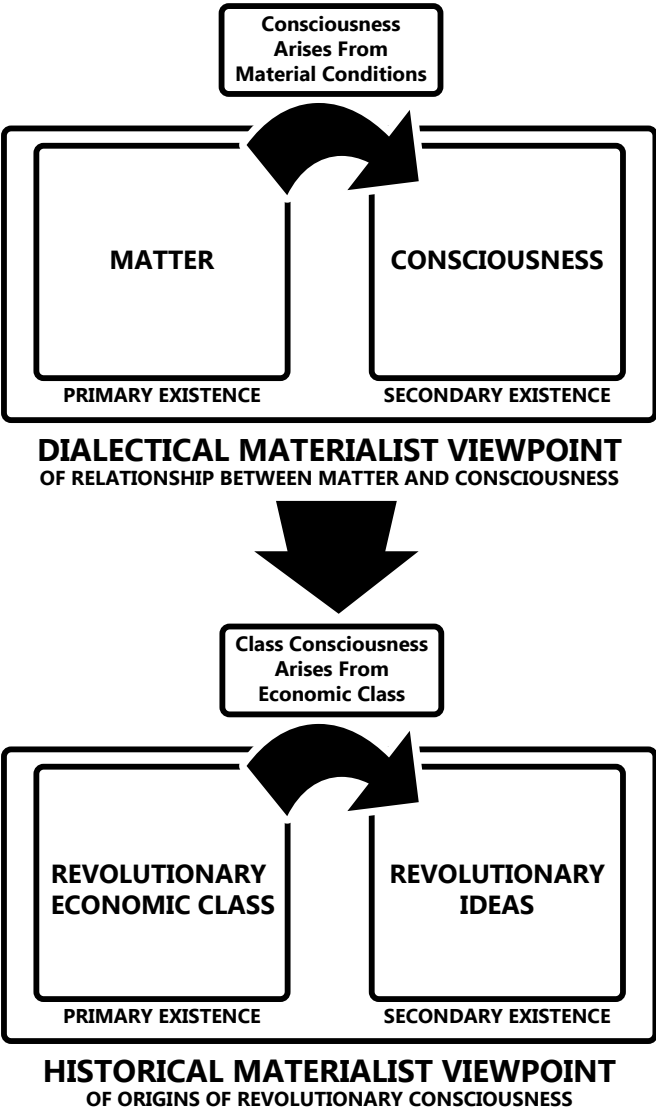 Consciousness
Arises From
Material Conditions
MATTER
CONSCIOUSNESS
PRIMARY EXISTENCE
SECONDARY EXISTENCE
DIALECTICAL MATERIALIST VIEWPOINT
OF RELATIONSHIP BETWEEN MATTER AND CONSCIOUSNESS
Class Consciousness
Arises From
Economic Class
REVOLUTIONARY
ECONOMIC CLASS
REVOLUTIONARY
IDEAS
PRIMARY EXISTENCE
SECONDARY EXISTENCE
HISTORICAL MATERIALIST VIEWPOINT
OF ORIGINS OF REVOLUTIONARY CONSCIOUSNESS